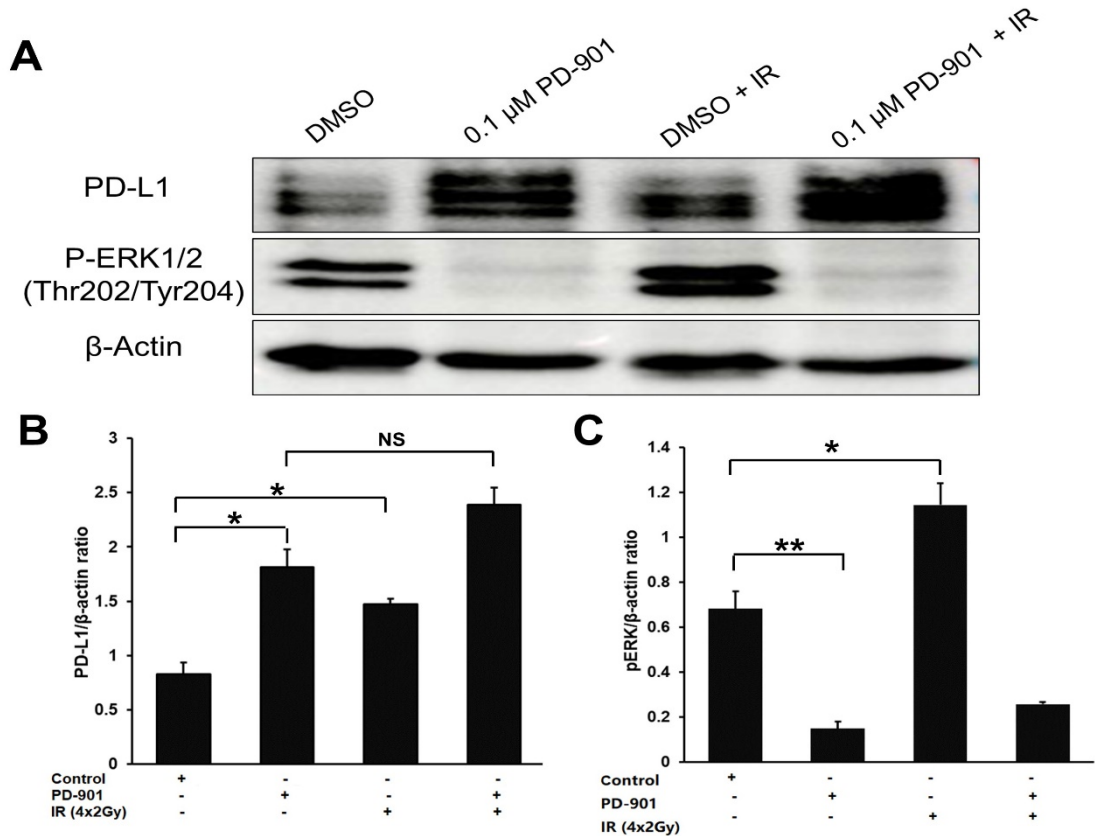 A
DMSO
0.1 µM PD-901
DMSO + IR
0.1 µM PD-901 + IR
PD-L1
P-ERK1/2
(Thr202/Tyr204)
β-Actin
B
PD-L1/β-actin ratio
3
2.5
2
1.5
1
0.5
0
*
*
NS
Control + - - -
PD-901 - + - +
IR (4x2Gy) - - + +
C
pERK/β-actin ratio
1.4
1.2
1
0.8
0.6
0.4
0.2
0
*
**
Control + - - -
PD-901 - + - +
IR (4x2Gy) - - + +